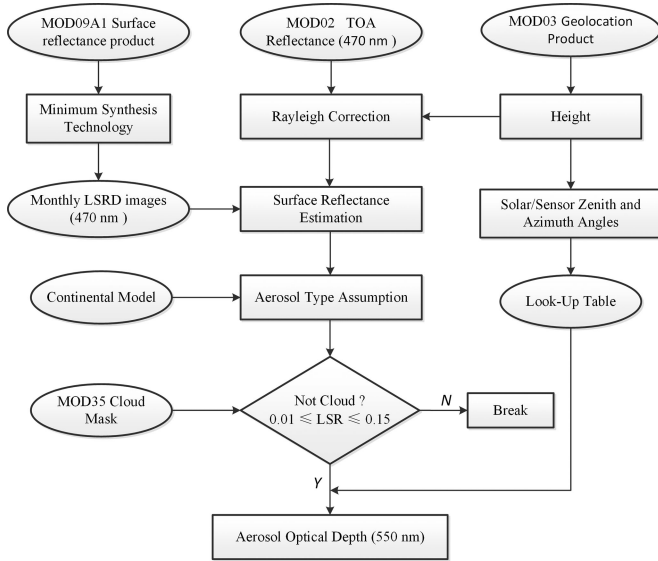 MOD09A1 Surface
reflectance product
MOD02 TOA
Reflectance (470 nm )
MOD03 Geolocation
Product
Minimum Synthesis
Technology
Rayleigh Correction
Height
Monthly LSRD images
(470 nm )
Surface Reflectance
Estimation
Solar/Sensor Zenith and
Azimuth Angles
Continental Model
Aerosol Type Assumption
Look-Up Table
MOD35 Cloud
Mask
Not Cloud ?
0.01 ≤ LSR ≤ 0.15
N
Break
Y
Aerosol Optical Depth (550 nm)